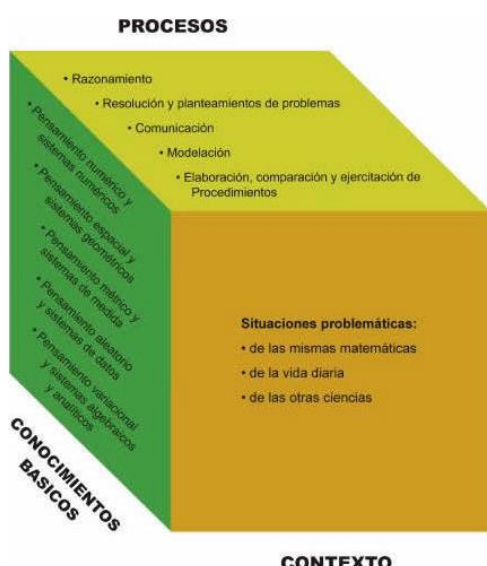 PROCESOS
• Razonamiento
• Resolución y planteamientos de problemas
• Comunicación
• Modelación
• Elaboración, comparación y ejercitación de
Procedimientos
• Pensamiento numérico y
sistemas numéricos
• Pensamiento espacial y
sistemas geométricos
• Pensamiento métrico y
sistemas de medida
• Pensamiento aleatorio
y sistemas de datos
• Pensamiento variacional
y sistemas algebraicos
y analíticos
Situaciones problemáticas:
• de las mismas matemáticas
• de la vida diaria
• de las otras ciencias
CONOCIMIENTOS
BASICOS
CONTEXTO